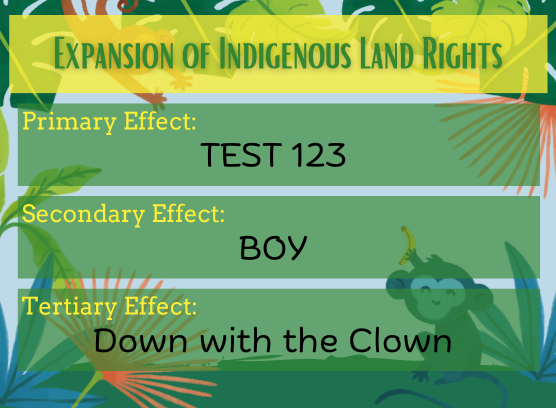 Expansion of Indigenous Land Rights
Primary Effect:
TEST 123
Secondary Effect:
BOY
Tertiary Effect:
Down with the Clown